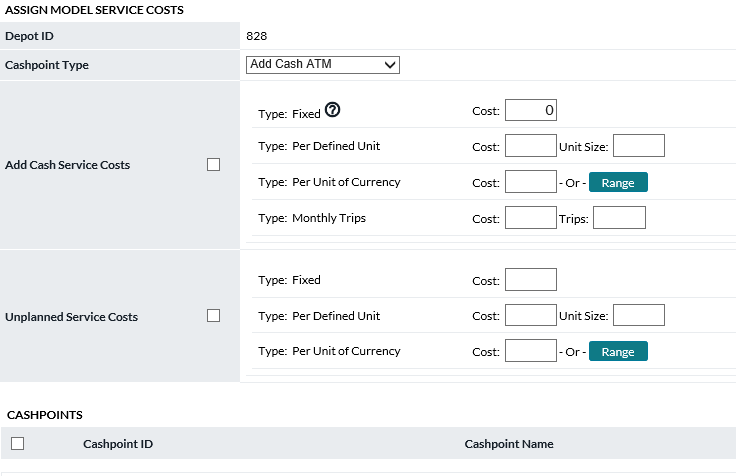 ASSIGN MODEL SERVICE COSTS
Depot ID 828
Cashpoint Type Add Cash ATM
Add Cash Service Costs
Type: Fixed ? Cost: 0
Type: Per Defined Unit Cost: Unit Size:
Type: Per Unit of Currency Cost: - Or - Range
Type: Monthly Trips Cost: Trips:
Unplanned Service Costs
Type: Fixed Cost:
Type: Per Defined Unit Cost: Unit Size:
Type: Per Unit of Currency Cost: - Or - Range
CASHPOINTS
Cashpoint ID Cashpoint Name